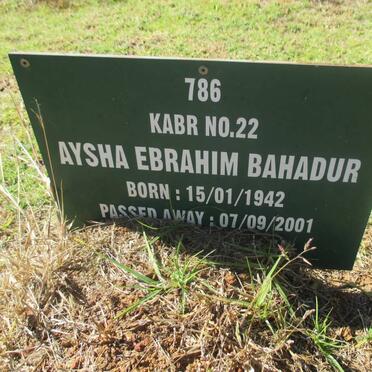 786
KABR NO.22
AYSHA EBRAHIM BAHADUR
BORN : 15/01/1942
PASSED AWAY : 07/09/2001